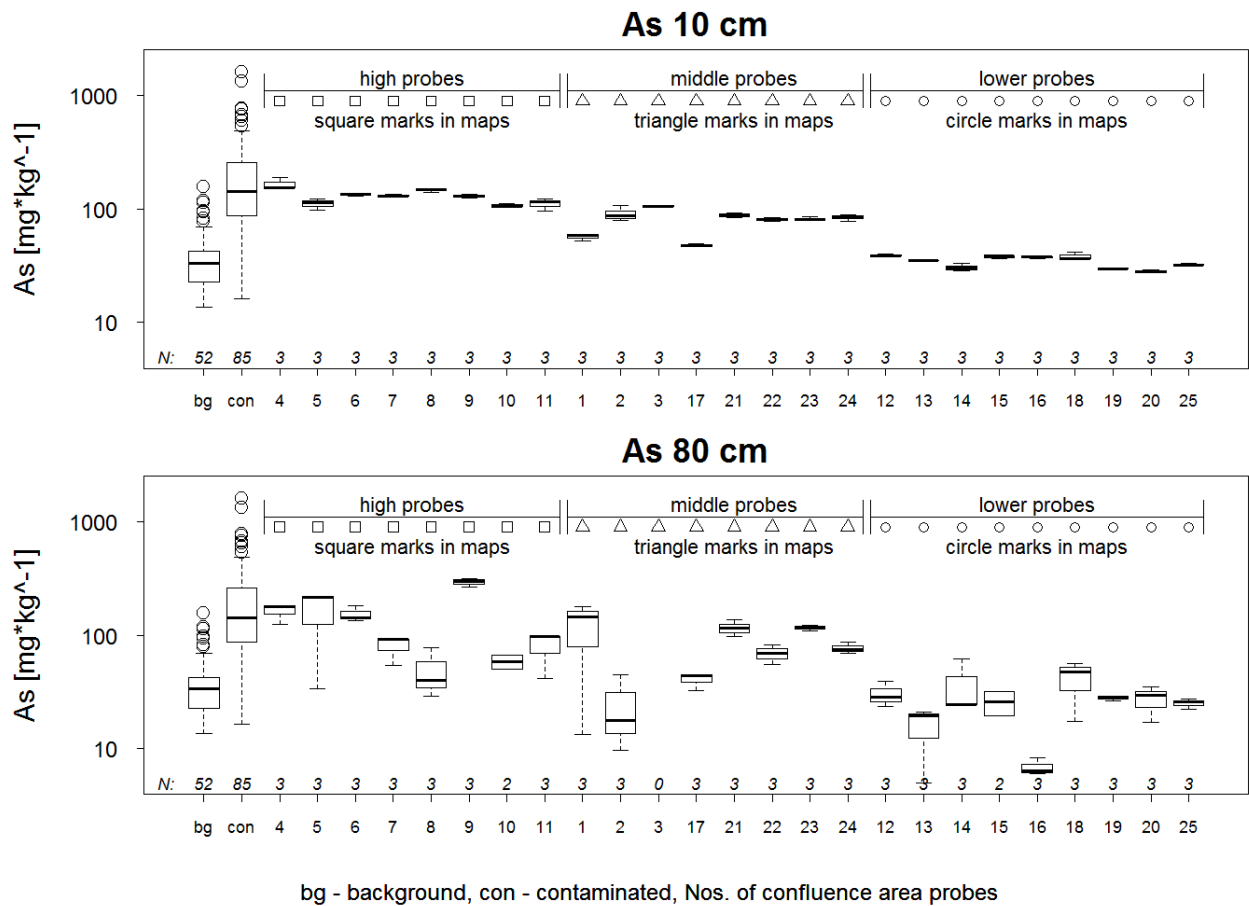 As 10 cm
As [mg*kg^-1]
1000
100
10
high probes
middle probes
lower probes
square marks in maps
triangle marks in maps
circle marks in maps
N: 52 85 3 3 3 3 3 3 3 3 3 3 3 3 3 3 3 3 3 3 3 3 3 3 3 3 3
bg con 4 5 6 7 8 9 10 11 1 2 3 17 21 22 23 24 12 13 14 15 16 18 19 20 25
As 80 cm
As [mg*kg^-1]
1000
100
10
high probes
middle probes
lower probes
square marks in maps
triangle marks in maps
circle marks in maps
N: 52 85 3 3 3 3 3 3 2 3 3 3 0 3 3 3 3 3 3 3 3 2 3 3 3 3 3
bg con 4 5 6 7 8 9 10 11 1 2 3 17 21 22 23 24 12 13 14 15 16 18 19 20 25
bg - background, con - contaminated, Nos. of confluence area probes